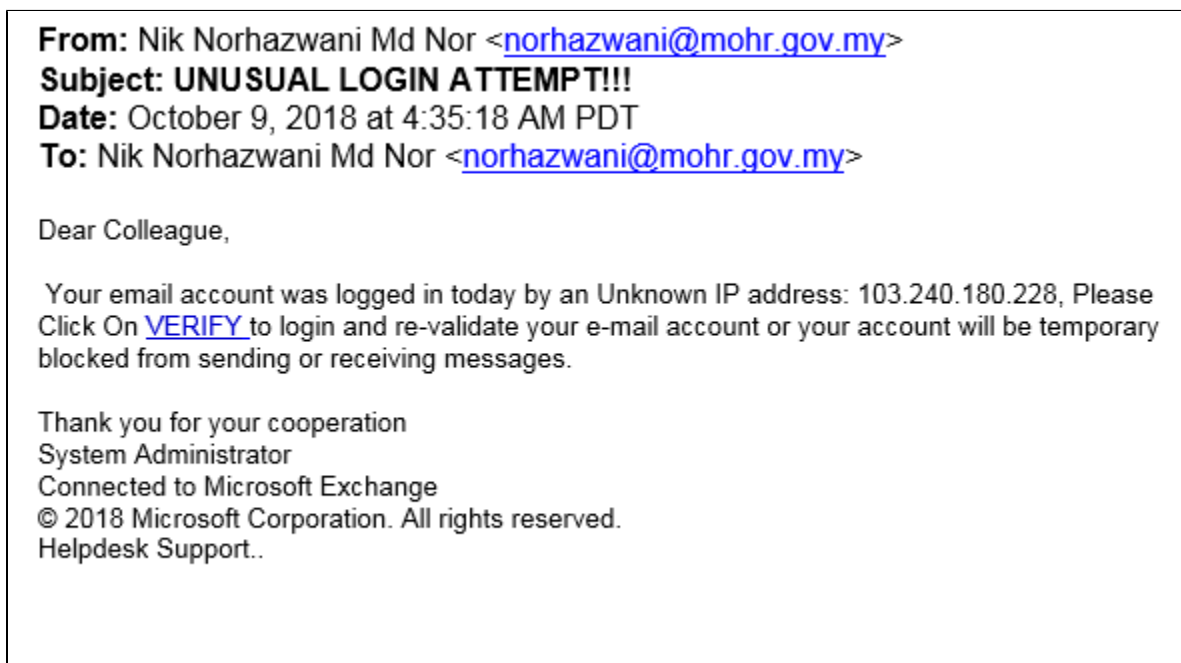 From: Nik Norhazwani Md Nor <norhazwani@mohr.gov.my>
Subject: UNUSUAL LOGIN ATTEMPT!!!
Date: October 9, 2018 at 4:35:18 AM PDT
To: Nik Norhazwani Md Nor <norhazwani@mohr.gov.my>
Dear Colleague,
Your email account was logged in today by an Unknown IP address: 103.240.180.228, Please
Click On VERIFY to login and re-validate your e-mail account or your account will be temporary
blocked from sending or receiving messages.
Thank you for your cooperation
System Administrator
Connected to Microsoft Exchange
© 2018 Microsoft Corporation. All rights reserved.
Helpdesk Support..